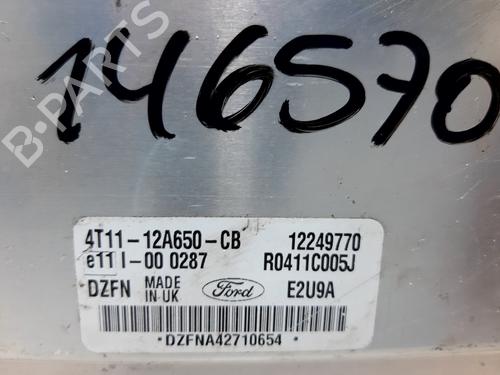 146570
B-PARTS
4T11-12A650-CB 12249770
e11 I-00 0287 R0411C005J
DZFN MADE IN UK Ford E2U9A
*DZFNA42710654*